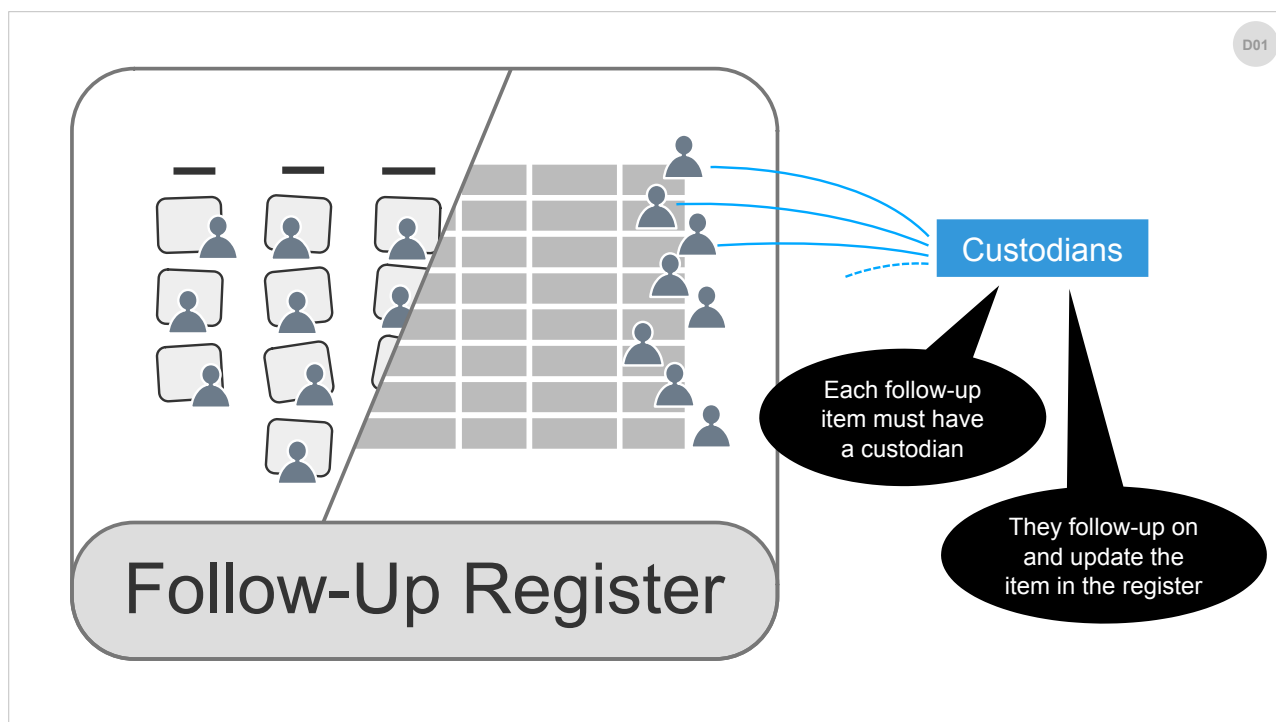 D01
Custodians
Each follow-up
item must have
a custodian
They follow-up on
and update the
item in the register
Follow-Up Register